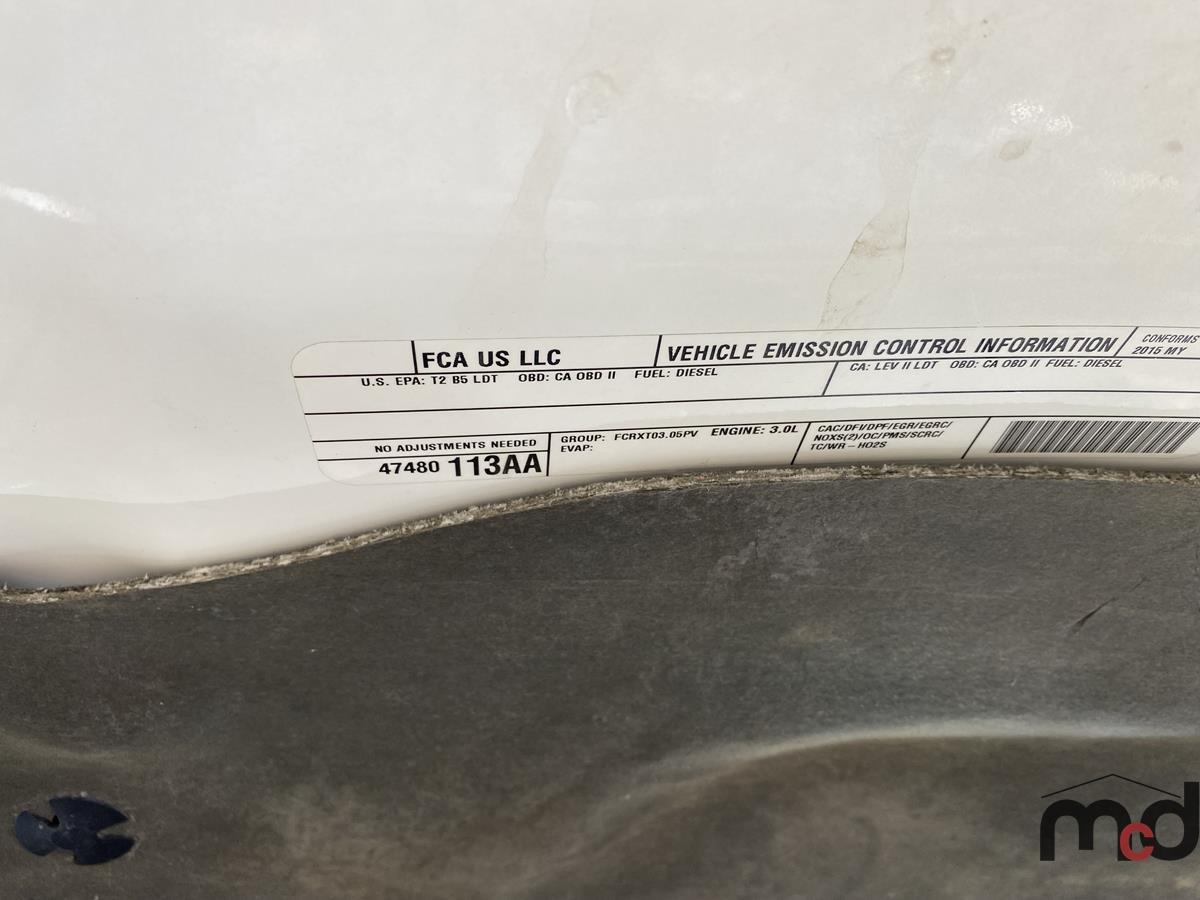 FCA US LLC
VEHICLE EMISSION CONTROL INFORMATION
CONFORMS
2015 MY
U.S. EPA: T2 B5 LDT OBD: CA OBD II FUEL: DIESEL
CA: LEV II LDT OBD: CA OBD II FUEL: DIESEL
NO ADJUSTMENTS NEEDED
47480 113AA
GROUP: FCRXT03.05PV ENGINE: 3.0L
EVAP:
CAC/DFI/DPF/EGR/EGRC/
NOXS(2)/OC/PMS/SCRC/
TC/WR-HO2S
mcd